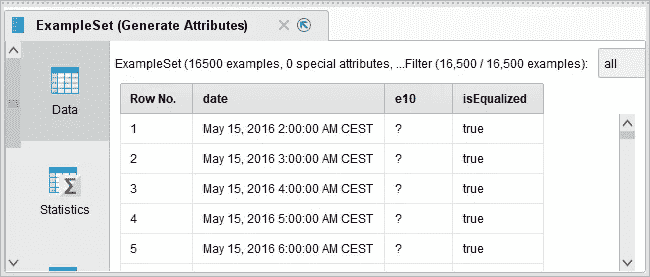 ExampleSet (Generate Attributes)
ExampleSet (16500 examples, 0 special attributes, ...Filter (16,500 / 16,500 examples): all
Data
Statistics
Row No. date e10 isEqualized
1 May 15, 2016 2:00:00 AM CEST ? true
2 May 15, 2016 3:00:00 AM CEST ? true
3 May 15, 2016 4:00:00 AM CEST ? true
4 May 15, 2016 5:00:00 AM CEST ? true
5 May 15, 2016 6:00:00 AM CEST ? true